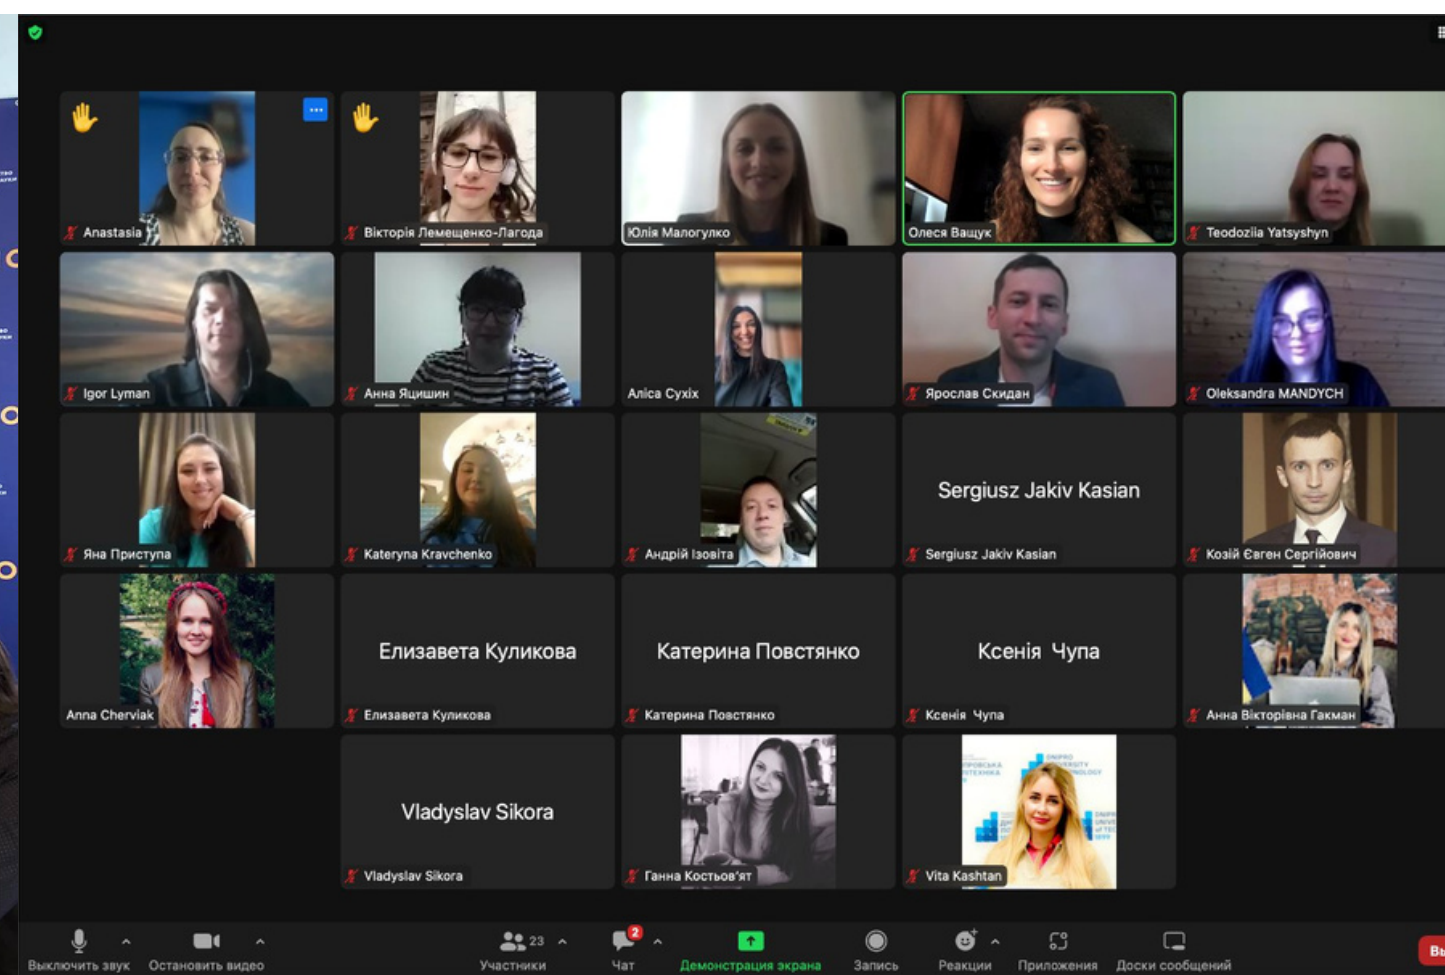 Anastasia
Вікторія Лемещенко-Лагода
Юлія Малогулко
Олеся Ващук
Teodoziia Yatsyshyn
Igor Lyman
Анна Яцишин
Аліса Сухіх
Ярослав Скидан
Oleksandra MANDYCH
Яна Приступа
Kateryna Kravchenko
Андрій Ізовіта
Sergiusz Jakiv Kasian
Sergiusz Jakiv Kasian
Козій Євген Сергійович
Anna Cherviak
Елизавета Куликова
Елизавета Куликова
Катерина Повстянко
Катерина Повстянко
Ксенія Чупа
Ксенія Чупа
Анна Вікторівна Гакман
Vladyslav Sikora
Vladyslav Sikora
Ганна Костьов'ят
DNIPRO
Vita Kashtan
23
2
Выключить звук
Остановить видео
Участники
Чат
Демонстрация экрана
Запись
Реакции
Приложения
Доски сообщений